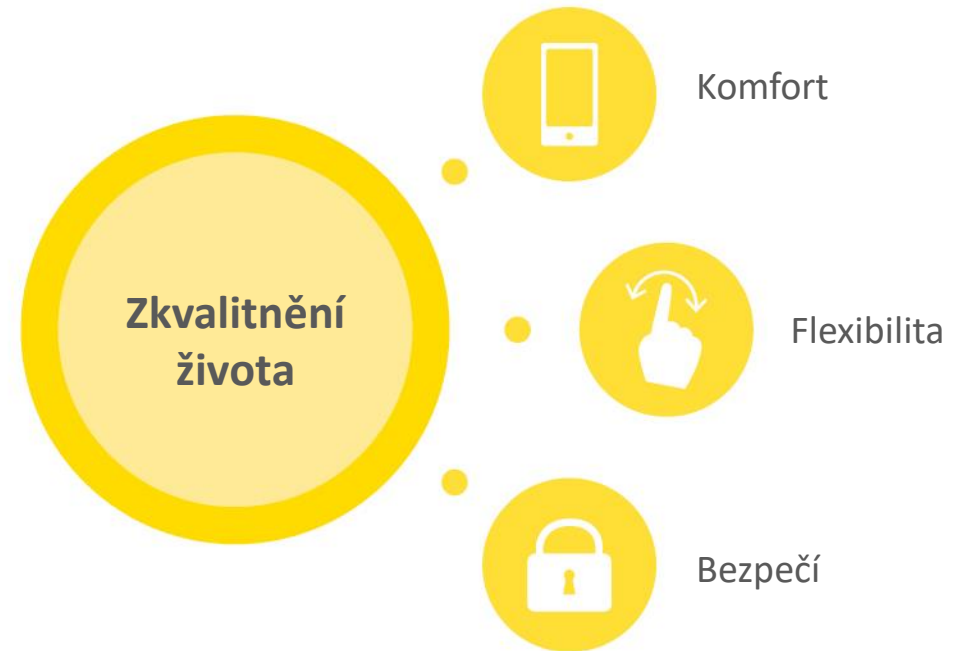 Komfort
Zkvalitnění
života
Flexibilita
Bezpečí